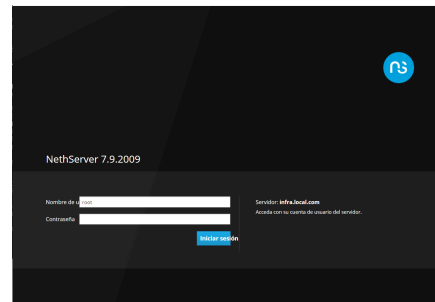 ns
NethServer 7.9.2009
Nombre de u root
Servidor: infra.local.com
Acceda con su cuenta de usuario del servidor.
Contraseña
Iniciar sesión